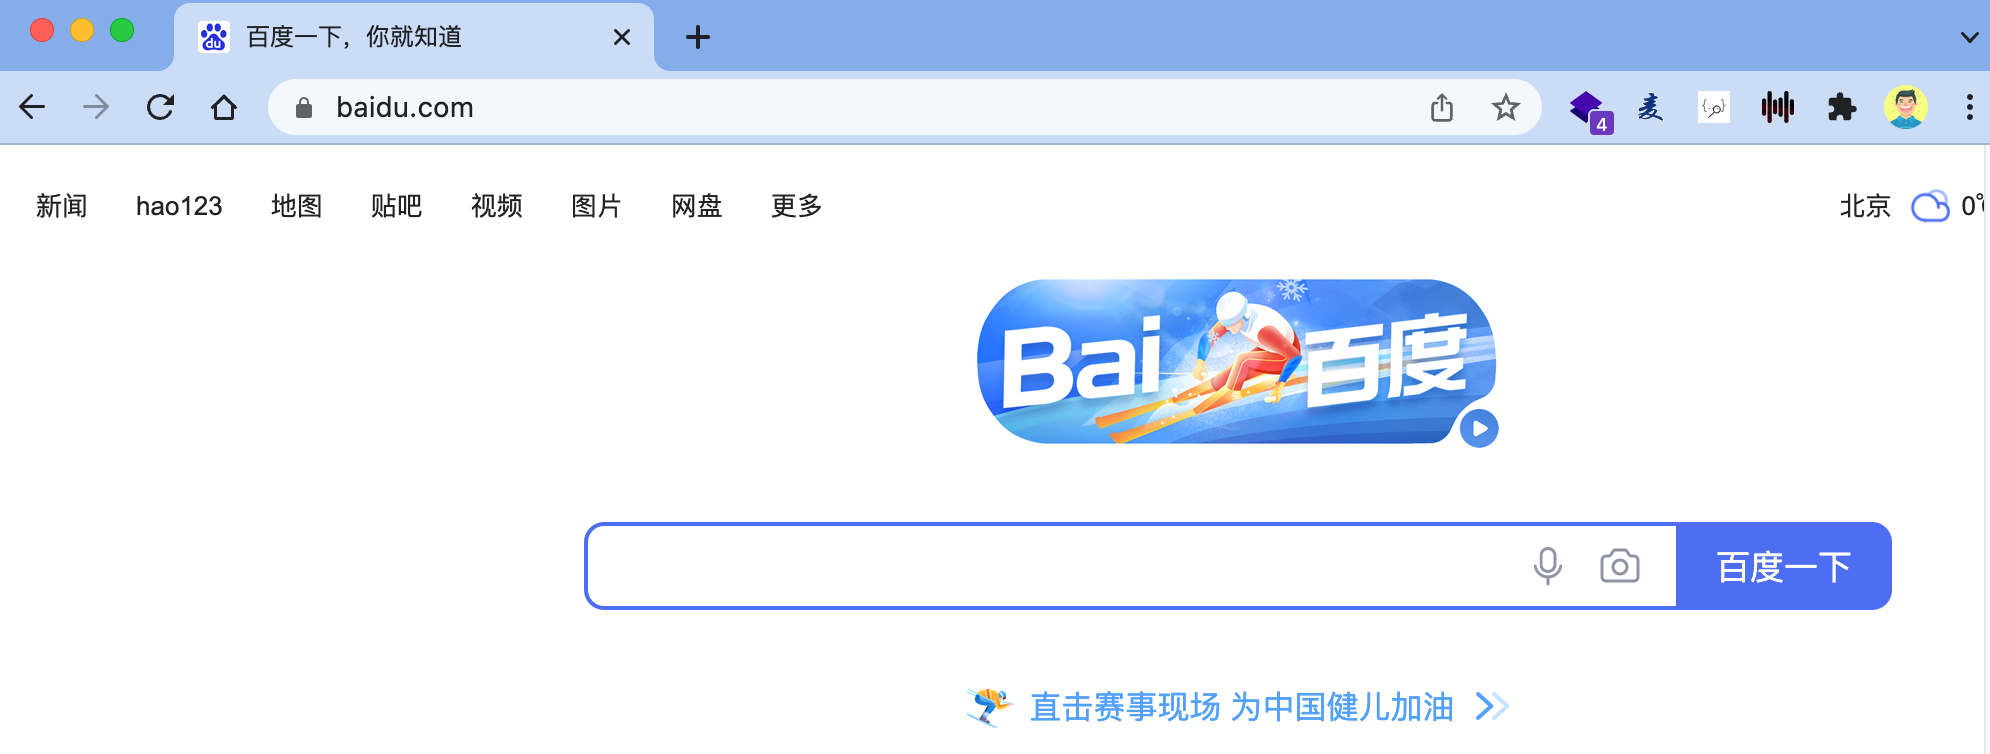 百度一下，你就知道
baidu.com
4
新闻 hao123 地图 贴吧 视频 图片 网盘 更多 北京 0°
du
Bai 百度
百度一下
直击赛事现场 为中国健儿加油